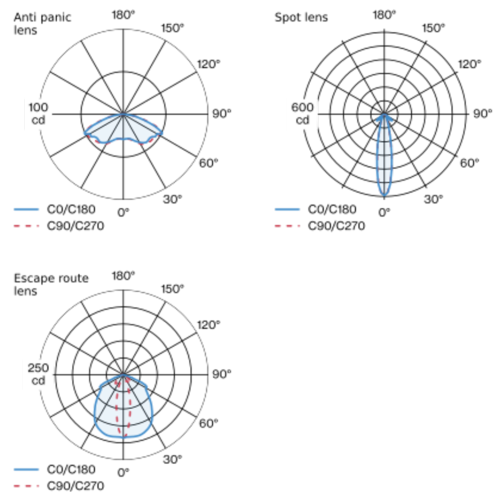 Anti panic
lens
180°
150°
120°
100
cd
90°
60°
30°
0°
C0/C180
C90/C270
Spot lens
180°
150°
120°
600
cd
90°
60°
30°
0°
C0/C180
C90/C270
Escape route
lens
180°
150°
120°
250
cd
90°
60°
30°
0°
C0/C180
C90/C270